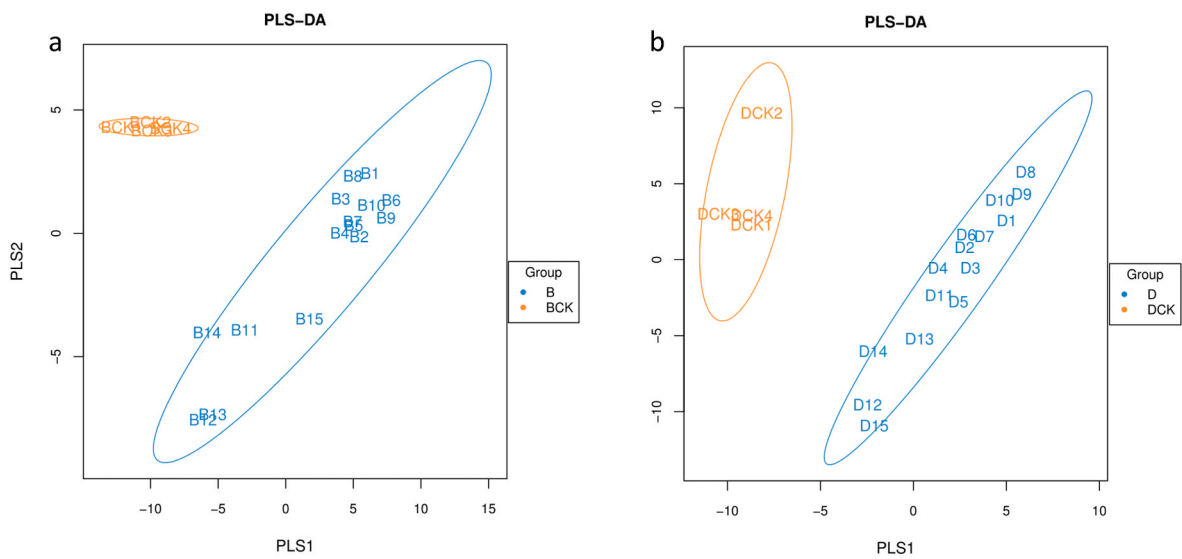 PLS-DA
a
PLS2
5
0
−5
BCK2
BCK4
BCK3
B8
B1
B3
B10
B6
B7
B9
B5
B4
B2
B14
B11
B15
B13
B12
−10
−5
0
5
10
15
PLS1
Group
B
BCK
PLS-DA
b
10
5
0
−5
−10
DCK2
DCK3
DCK4
DCK1
D8
D10
D9
D1
D6
D7
D2
D4
D3
D11
D5
D13
D14
D12
D15
−10
−5
0
5
10
PLS1
Group
D
DCK